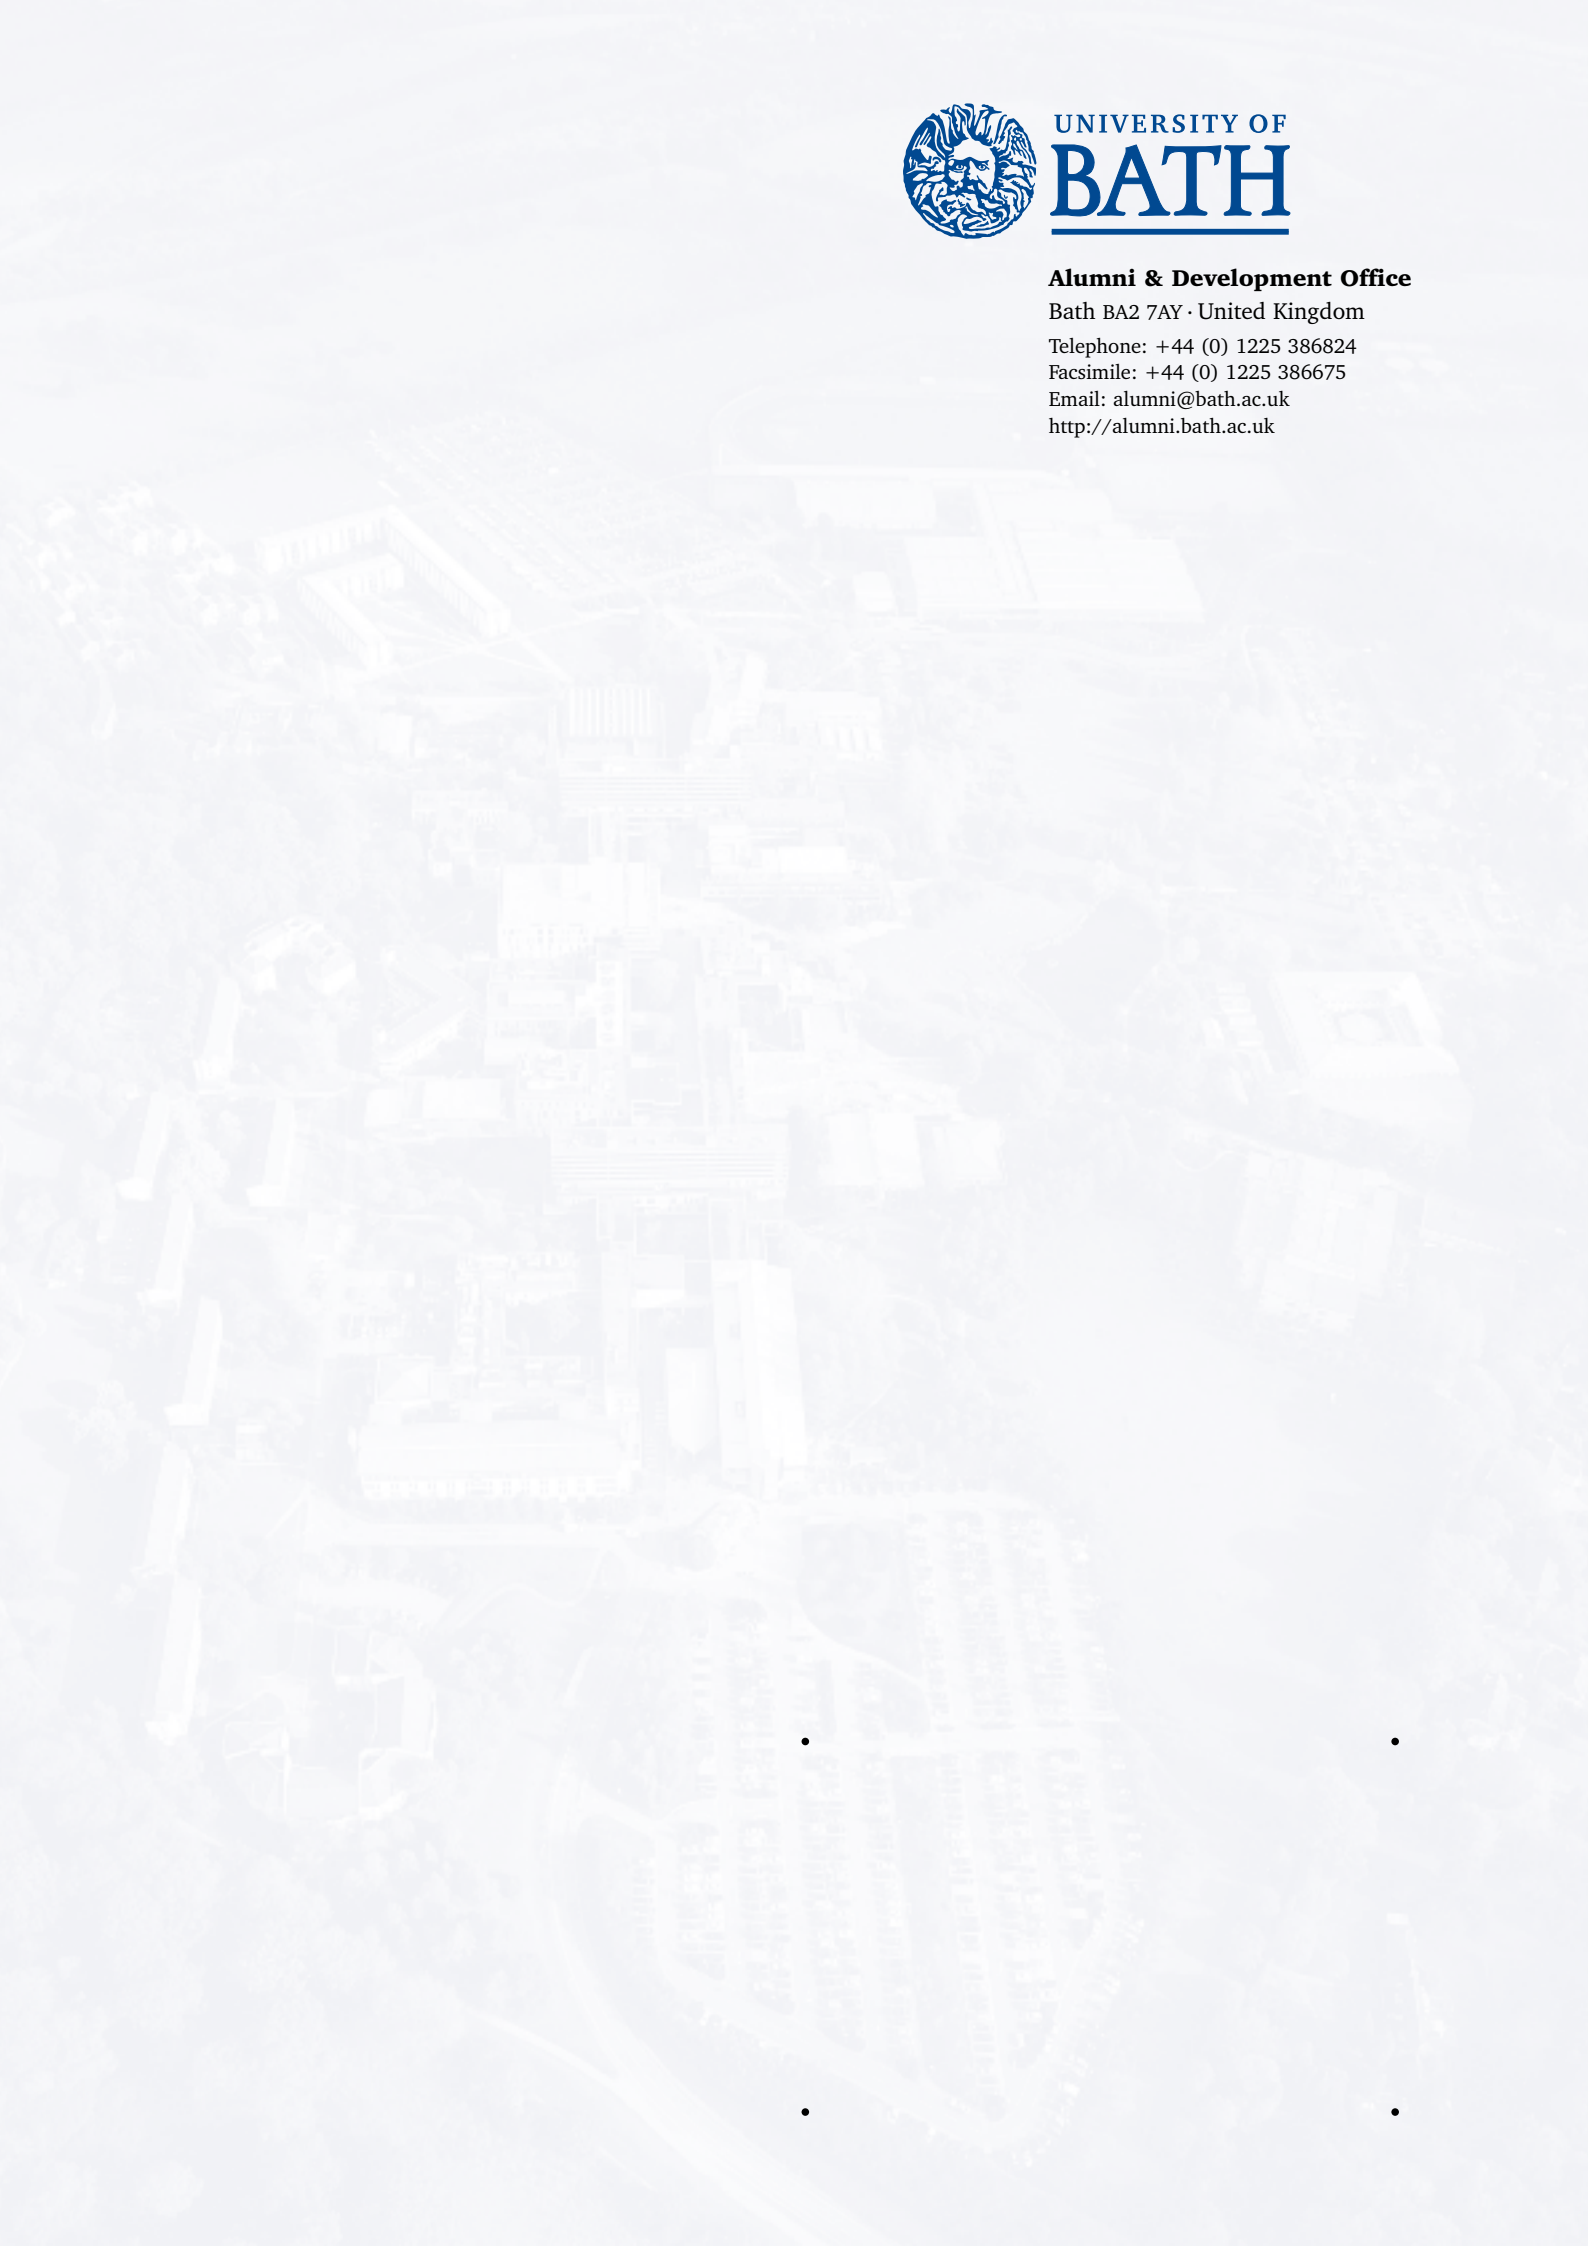 UNIVERSITY OF
BATH
Alumni & Development Office
Bath BA2 7AY · United Kingdom
Telephone: +44 (0) 1225 386824
Facsimile: +44 (0) 1225 386675
Email: alumni@bath.ac.uk
http://alumni.bath.ac.uk